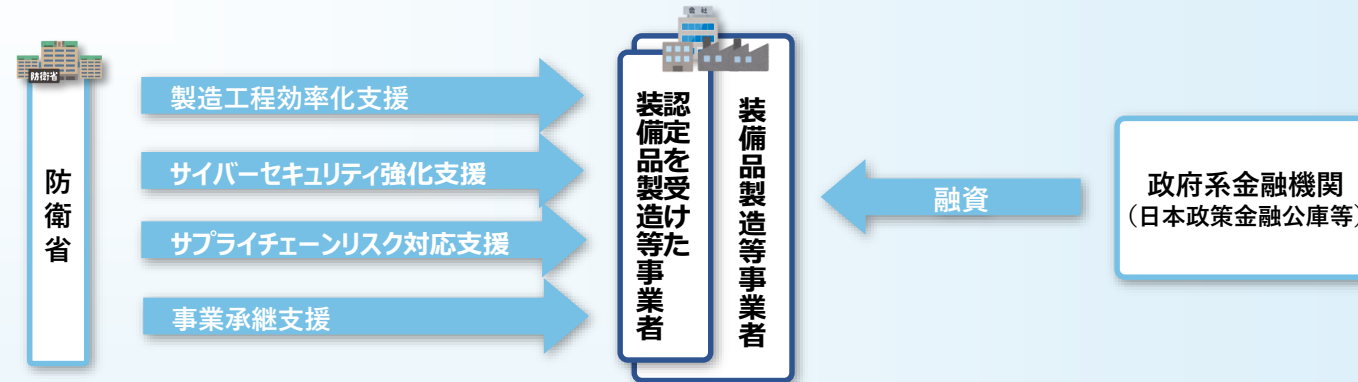 防衛省
防衛省
製造工程効率化支援
サイバーセキュリティ強化支援
サプライチェーンリスク対応支援
事業承継支援
会社
認定を受けた
装備品製造等事業者
装備品製造等事業者
融資
政府系金融機関
（日本政策金融公庫等）